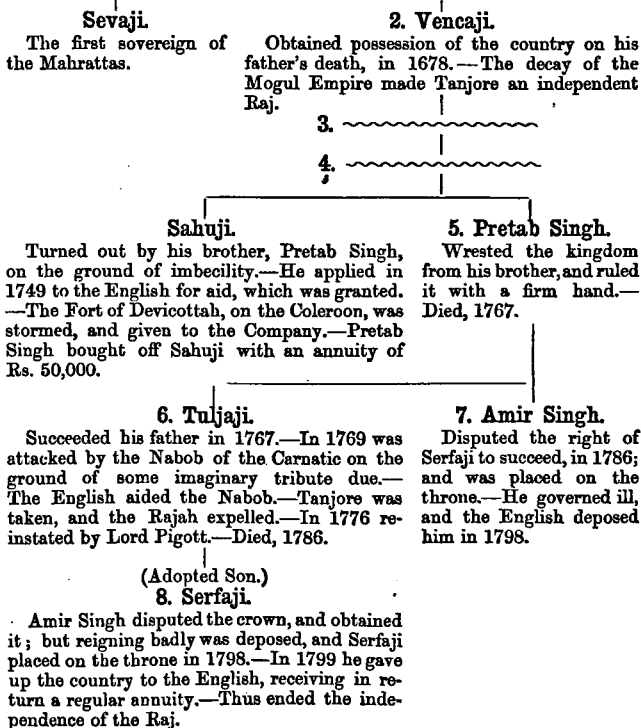 Sevaji.
The first sovereign of
the Mahrattas.
2. Vencaji.
Obtained possession of the country on his
father's death, in 1678.—The decay of the
Mogul Empire made Tanjore an independent
Raj.
3.
4.
Sahuji.
Turned out by his brother, Pretab Singh,
on the ground of imbecility.—He applied in
1749 to the English for aid, which was granted.
—The Fort of Devicottah, on the Coleroon, was
stormed, and given to the Company.—Pretab
Singh bought off Sahuji with an annuity of
Rs. 50,000.
5. Pretab Singh.
Wrested the kingdom
from his brother, and ruled
it with a firm hand.—
Died, 1767.
6. Tuljaji.
Succeeded his father in 1767.—In 1769 was
attacked by the Nabob of the Carnatic on the
ground of some imaginary tribute due.—
The English aided the Nabob.—Tanjore was
taken, and the Rajah expelled.—In 1776 re-
instated by Lord Pigott.—Died, 1786.
7. Amir Singh.
Disputed the right of
Serfaji to succeed, in 1786;
and was placed on the
throne.—He governed ill,
and the English deposed
him in 1798.
(Adopted Son.)
8. Serfaji.
Amir Singh disputed the crown, and obtained
it; but reigning badly was deposed, and Serfaji
placed on the throne in 1798.—In 1799 he gave
up the country to the English, receiving in re-
turn a regular annuity.—Thus ended the inde-
pendence of the Raj.